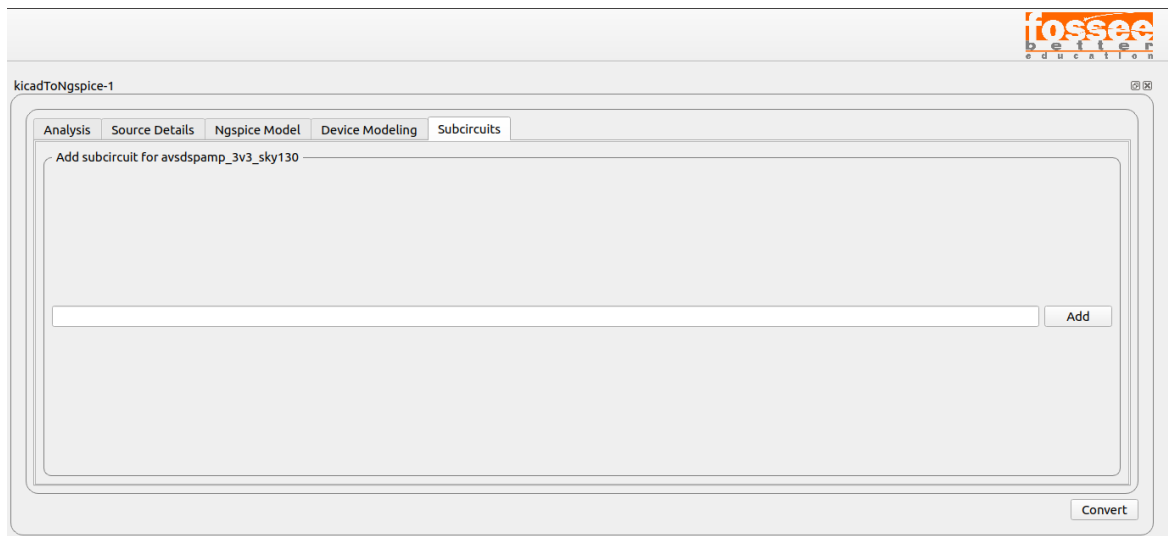 fossee
better
education
kicadToNgspice-1
Analysis Source Details Ngspice Model Device Modeling Subcircuits
Add subcircuit for avsdspamp_3v3_sky130
Add
Convert